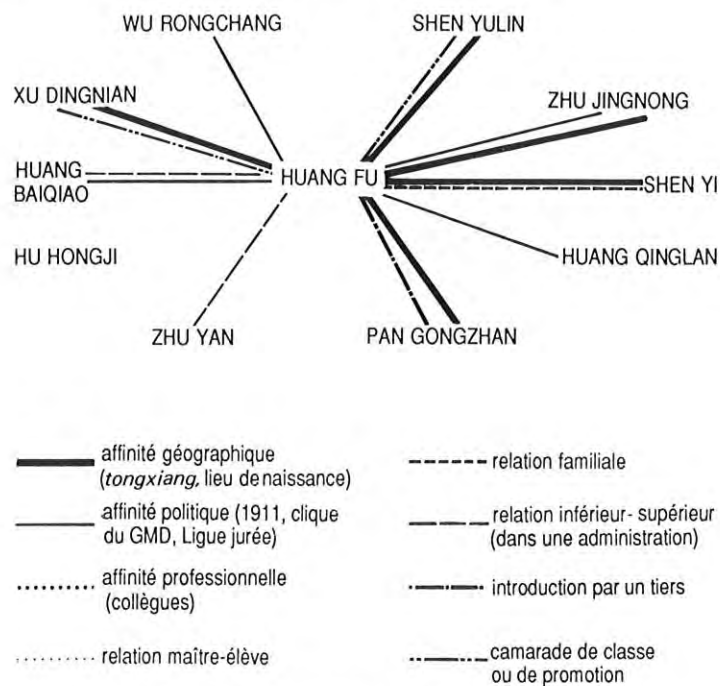 WU RONGCHANG
SHEN YULIN
XU DINGNIAN
ZHU JINGNONG
HUANG
BAIQIAO
HUANG FU
SHEN YI
HU HONGJI
HUANG QINGLAN
ZHU YAN
PAN GONGZHAN
affinité géographique
(tongxiang, lieu de naissance)
affinité politique (1911, clique
du GMD, Ligue jurée)
affinité professionnelle
(collègues)
relation maître-élève
relation familiale
relation inférieur- supérieur
(dans une administration)
introduction par un tiers
camarade de classe
ou de promotion